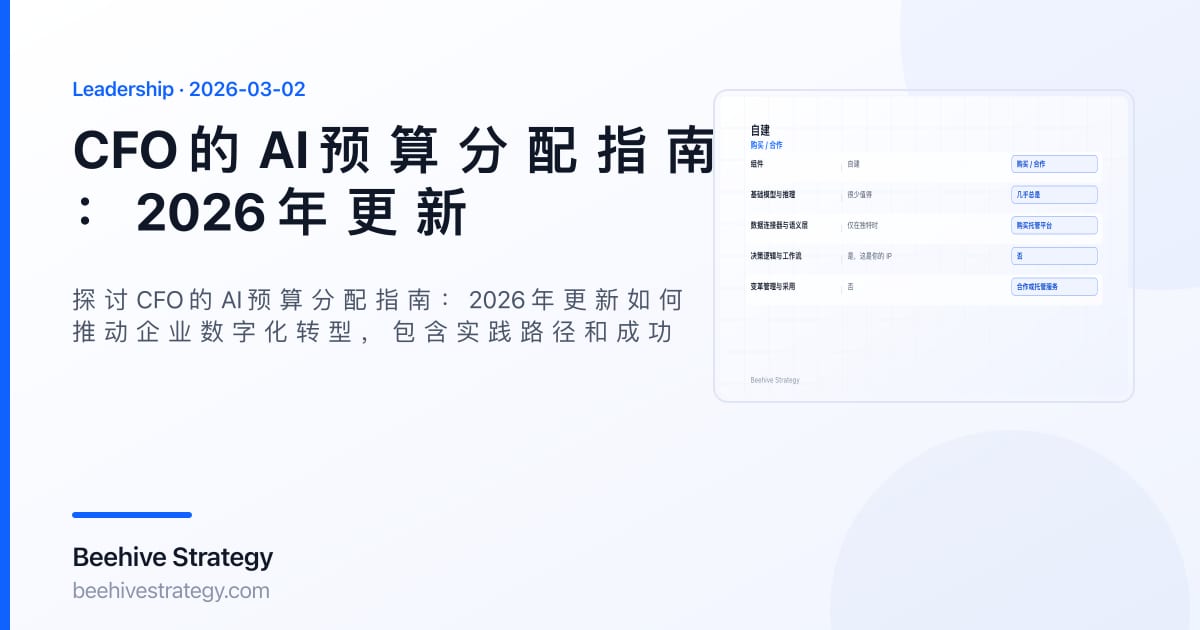 Leadership · 2026-03-02
CFO的 AI预算分配指南
： 2026年更新
探讨CFO的 AI预算分配指南： 2026年更新如何
推动企业数字化转型，包含实践路径和成功
自建
购买 / 合作
组件 自建 购买 / 合作
基础模型与推理 很少值得 几乎总是
数据连接器与语义层 仅在独特时 购买托管平台
决策逻辑与工作流 是，这是你的 IP 否
变革管理与采用 否 合作或托管服务
Beehive Strategy
Beehive Strategy
beehivestrategy.com